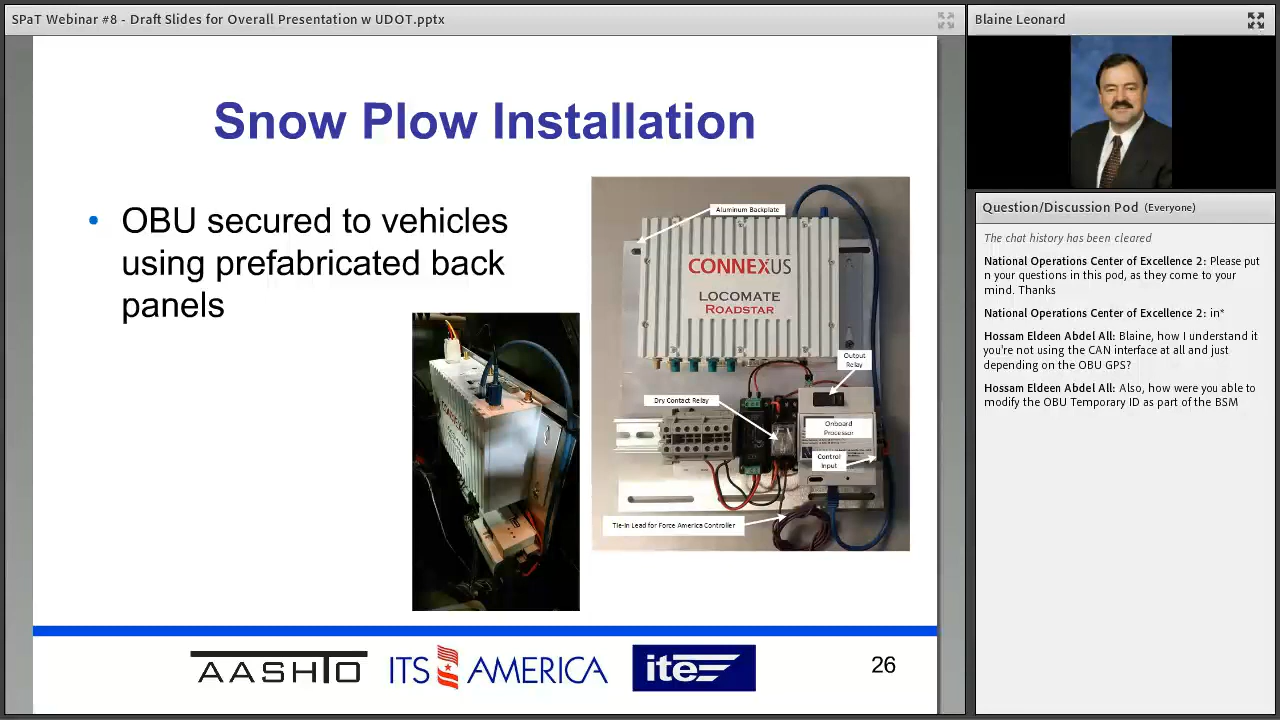 SPaT Webinar #8 - Draft Slides for Overall Presentation w UDOT.pptx
Snow Plow Installation
• OBU secured to vehicles
using prefabricated back
panels
CONNEXUS
Aluminum Backplate
CONNEXUS
LOCOMATE
ROADSTAR
Output
Relay
Dry Contact Relay
Onboard
Processor
Control
Input
Tie-In Lead for Force America Controller
AASHTO
ITS AMERICA
ite
26
Blaine Leonard
Question/Discussion Pod (Everyone)
The chat history has been cleared
National Operations Center of Excellence 2: Please put
n your questions in this pod, as they come to your
mind. Thanks
National Operations Center of Excellence 2: in*
Hossam Eldeen Abdel All: Blaine, how I understand it
you're not using the CAN interface at all and just
depending on the OBU GPS?
Hossam Eldeen Abdel All: Also, how were you able to
modify the OBU Temporary ID as part of the BSM